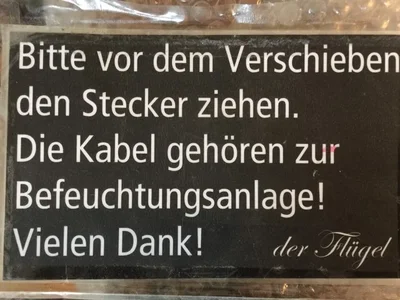 Bitte vor dem Verschieben
den Stecker ziehen.
Die Kabel gehören zur
Befeuchtungsanlage!
Vielen Dank!
der Flügel